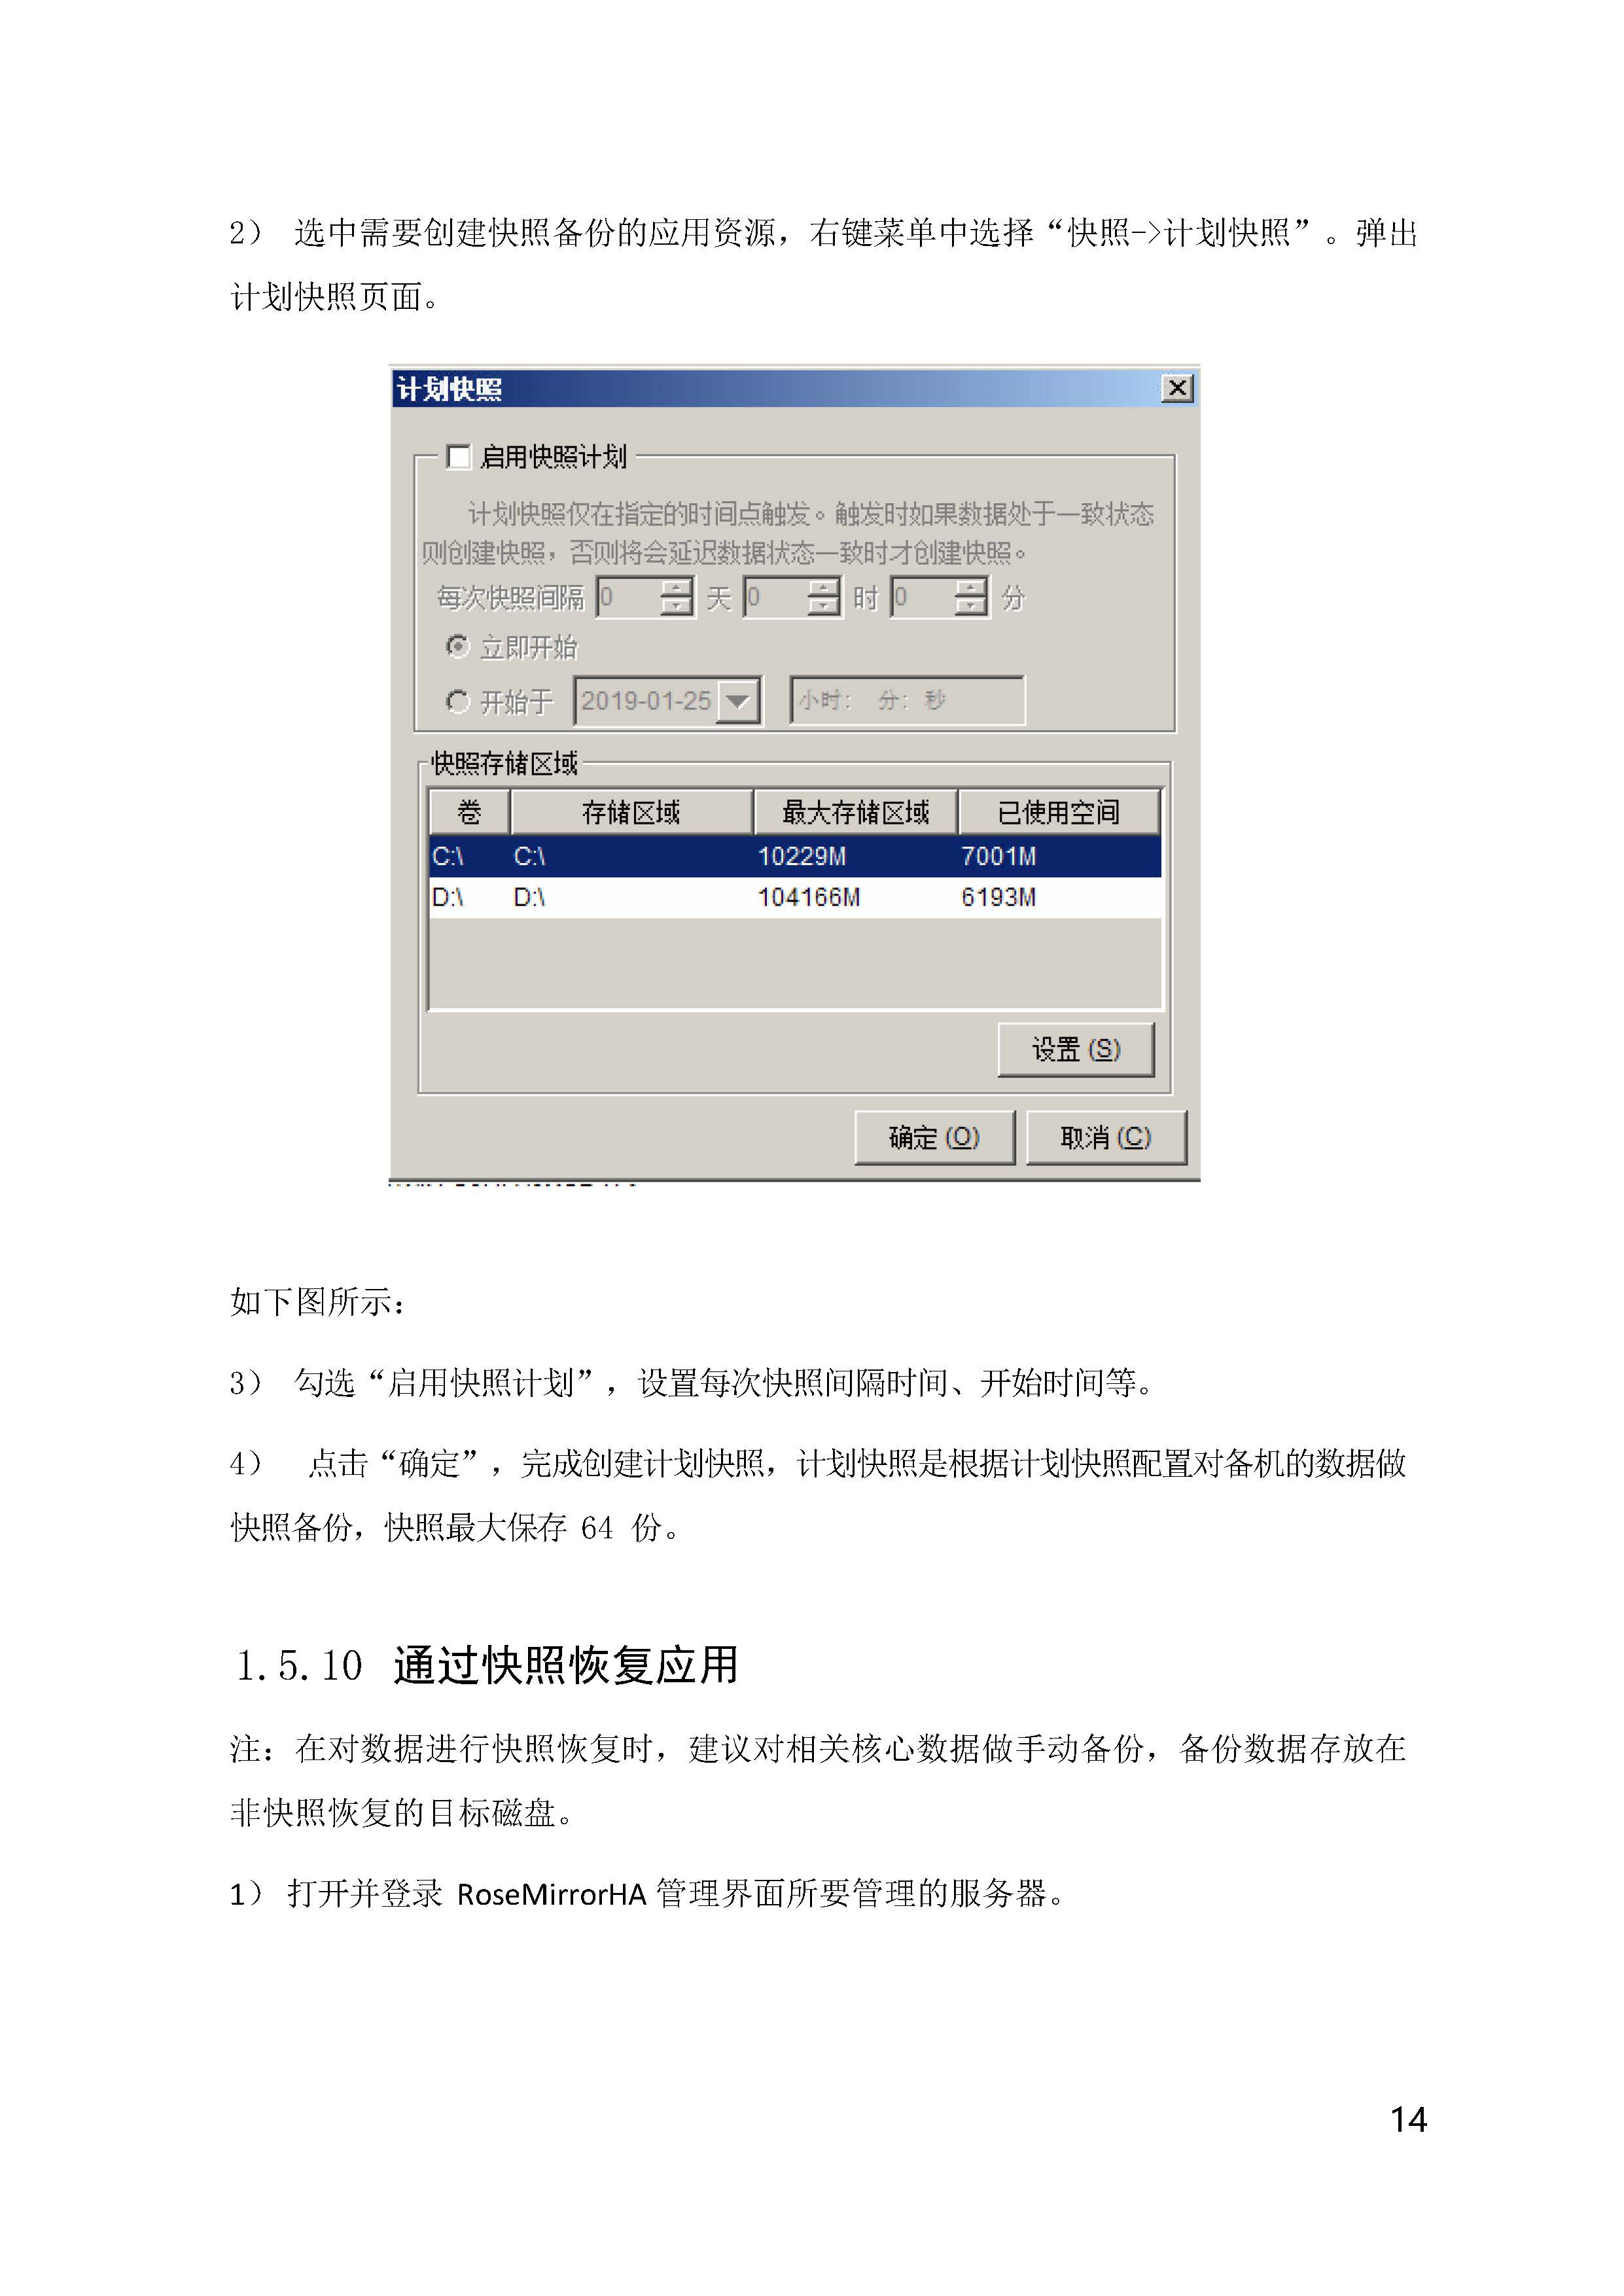 2） 选中需要创建快照备份的应用资源，右键菜单中选择“快照->计划快照”。弹出
计划快照页面。
计划快照
启用快照计划
计划快照仅在指定的时间点触发。触发时如果数据处于一致状态
则创建快照，否则将会延迟数据状态一致时才创建快照。
每次快照间隔 0 天 0 时 0 分
立即开始
开始于 2019-01-25 小时： 分：秒
快照存储区域
卷 存储区域 最大存储区域 已使用空间
C:\ C:\ 10229M 7001M
D:\ D:\ 104166M 6193M
设置 (S)
确定 (O) 取消 (C)
如下图所示：
3） 勾选“启用快照计划”，设置每次快照间隔时间、开始时间等。
4） 点击“确定”，完成创建计划快照，计划快照是根据计划快照配置对备机的数据做
快照备份，快照最大保存 64 份。
1.5.10 通过快照恢复应用
注：在对数据进行快照恢复时，建议对相关核心数据做手动备份，备份数据存放在
非快照恢复的目标磁盘。
1） 打开并登录 RoseMirrorHA 管理界面所要管理的服务器。
14